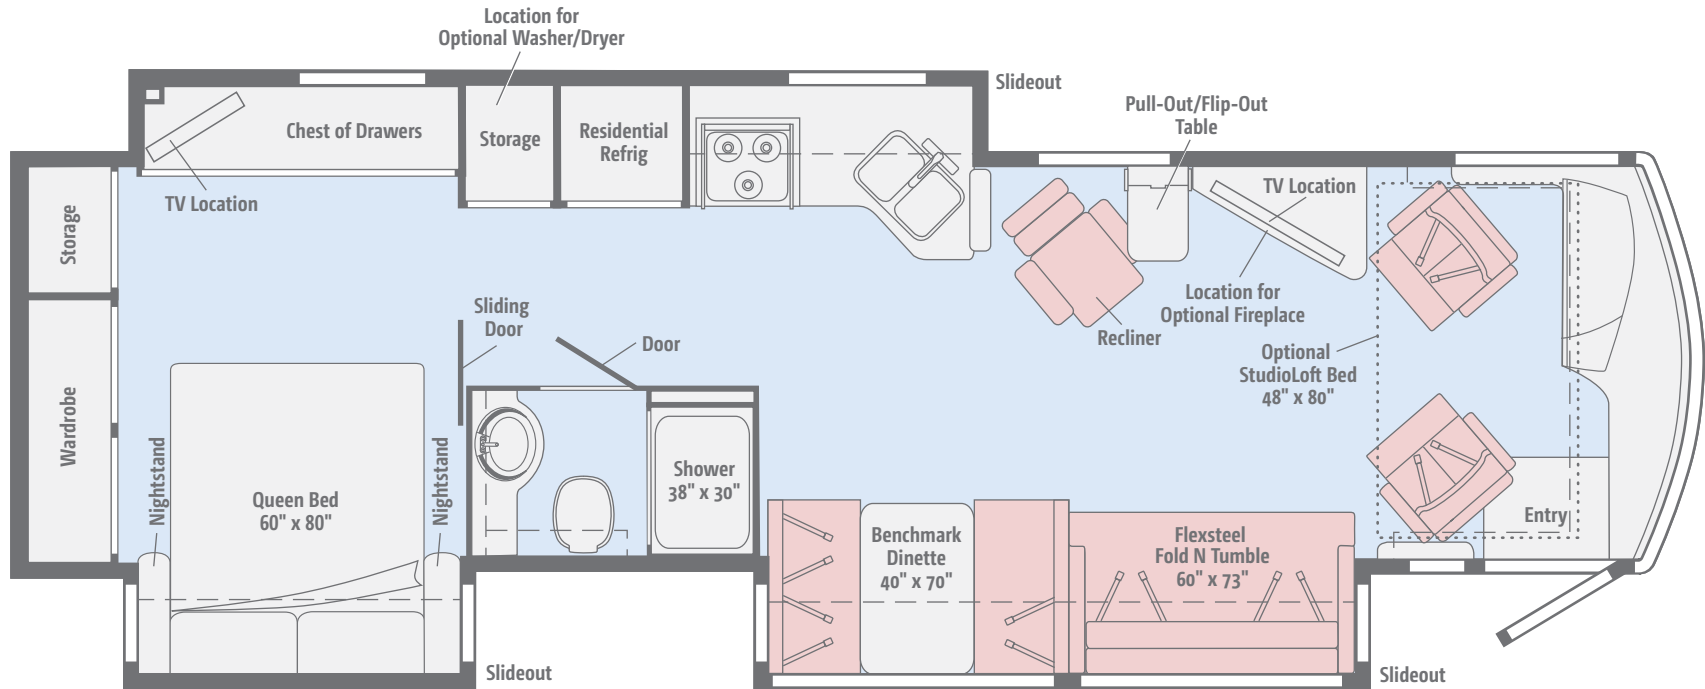 Location for
Optional Washer/Dryer
Slideout
Pull-Out/Flip-Out
Table
Chest of Drawers
Storage
Residential
Refrig
TV Location
TV Location
Storage
Location for
Optional Fireplace
Sliding
Door
Door
Recliner
Optional
StudioLoft Bed
48" x 80"
Wardrobe
Nightstand
Queen Bed
60" x 80"
Nightstand
Shower
38" x 30"
Benchmark
Dinette
40" x 70"
Flexsteel
Fold N Tumble
60" x 73"
Entry
Slideout
Slideout